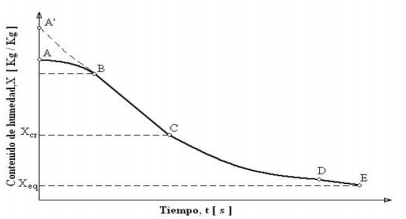 A'
A
B
Contenido de humedad,X [ Kg / Kg ]
C
Xcr
D
E
Xeq
Tiempo, t [ s ]